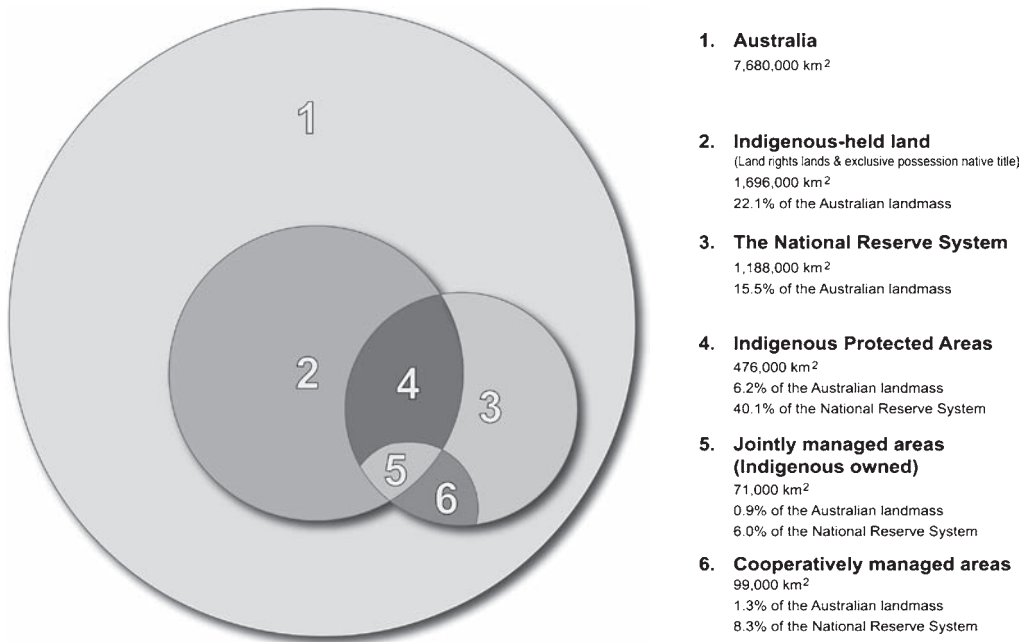 1
2
3
4
5
6
1. Australia
7,680,000 km²
2. Indigenous-held land
(Land rights lands & exclusive possession native title)
1,696,000 km²
22.1% of the Australian landmass
3. The National Reserve System
1,188,000 km²
15.5% of the Australian landmass
4. Indigenous Protected Areas
476,000 km²
6.2% of the Australian landmass
40.1% of the National Reserve System
5. Jointly managed areas
(Indigenous owned)
71,000 km²
0.9% of the Australian landmass
6.0% of the National Reserve System
6. Cooperatively managed areas
99,000 km²
1.3% of the Australian landmass
8.3% of the National Reserve System